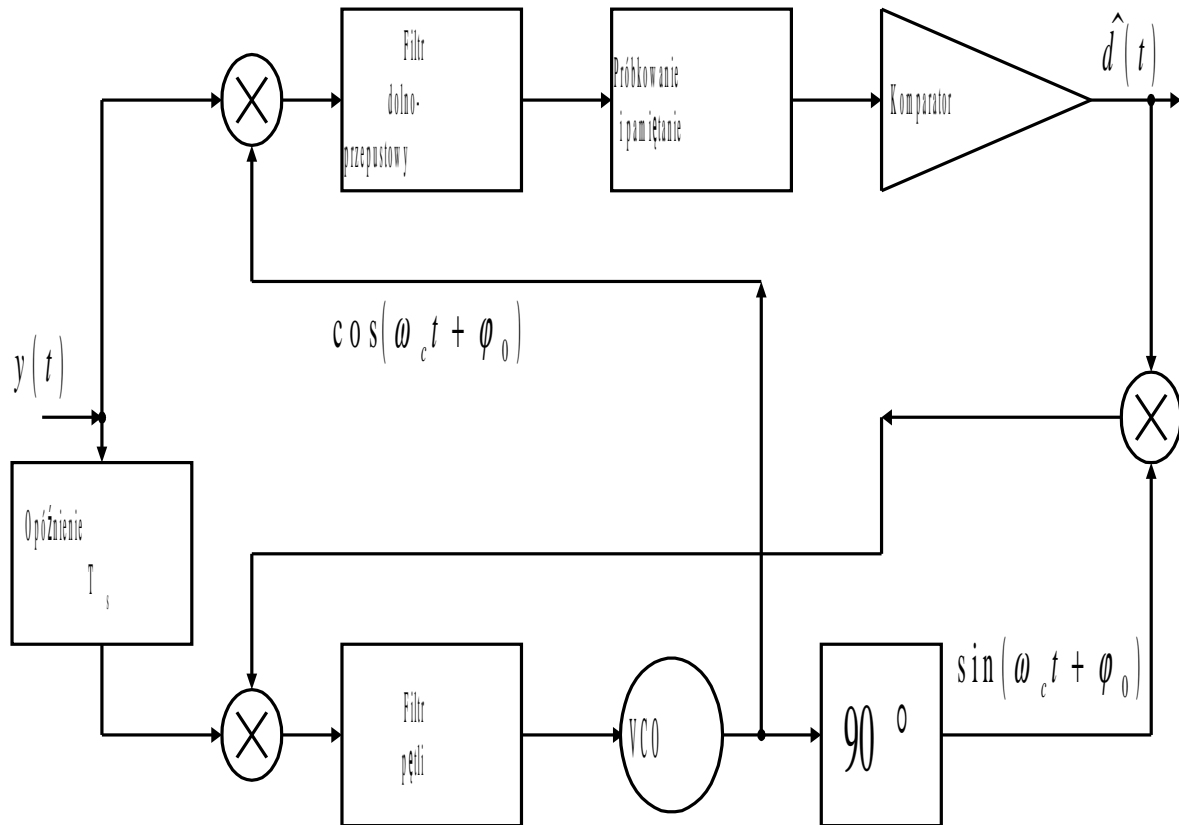 Filtr
dolno-
przepustowy
Próbkowanie
i pamiętanie
Komparator
d̂(t)
cos(ω_c t + φ_0)
y(t)
Opóźnienie
T_s
Filtr
pętli
VCO
90 °
sin(ω_c t + φ_0)